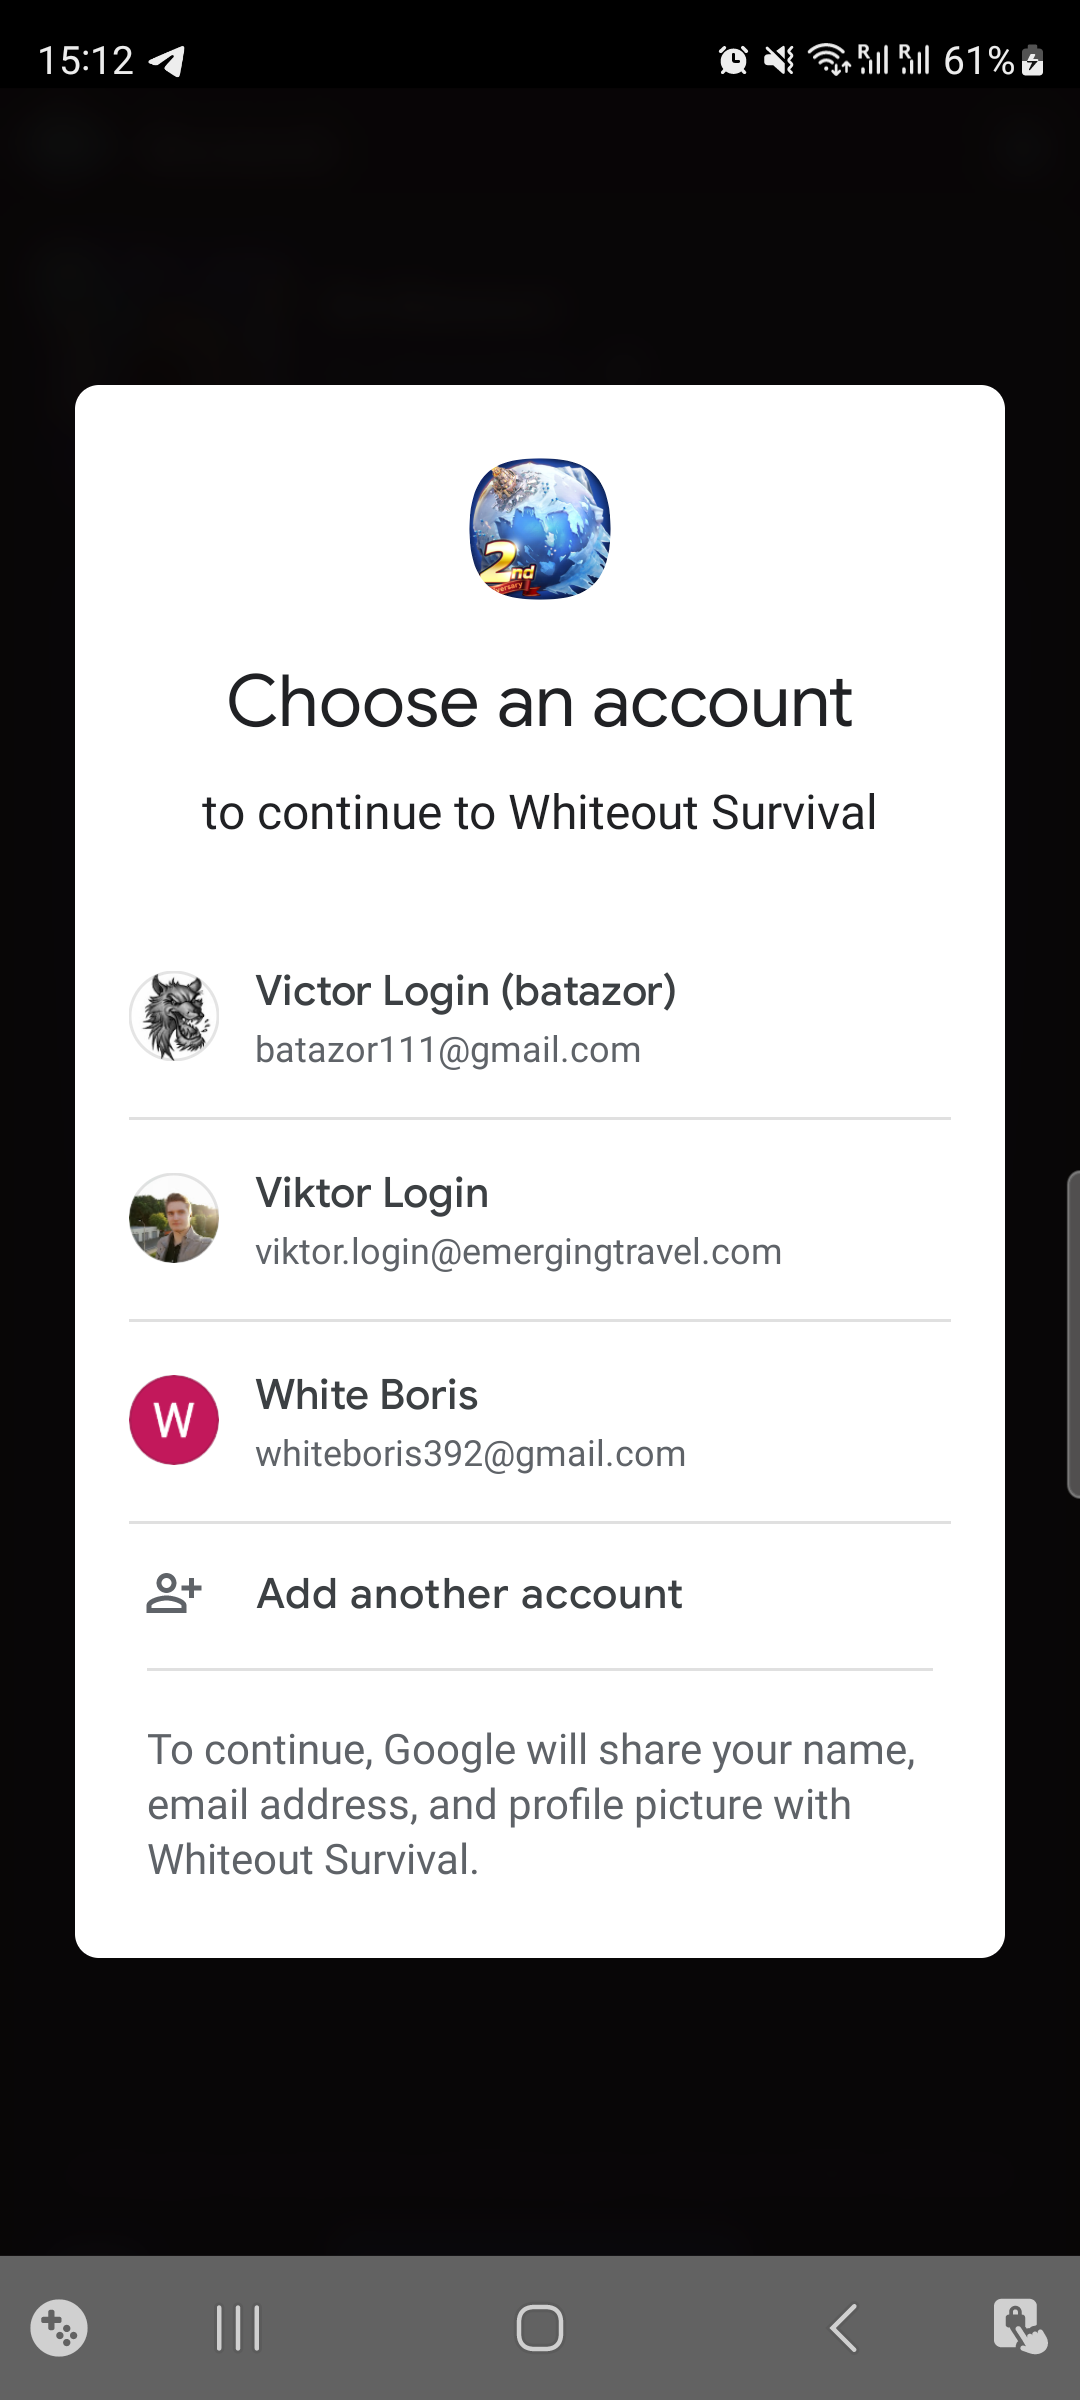 15:12
R R 61%
2nd
Choose an account
to continue to Whiteout Survival
Victor Login (batazor)
batazor111@gmail.com
Viktor Login
viktor.login@emergingtravel.com
W
White Boris
whiteboris392@gmail.com
Add another account
To continue, Google will share your name,
email address, and profile picture with
Whiteout Survival.